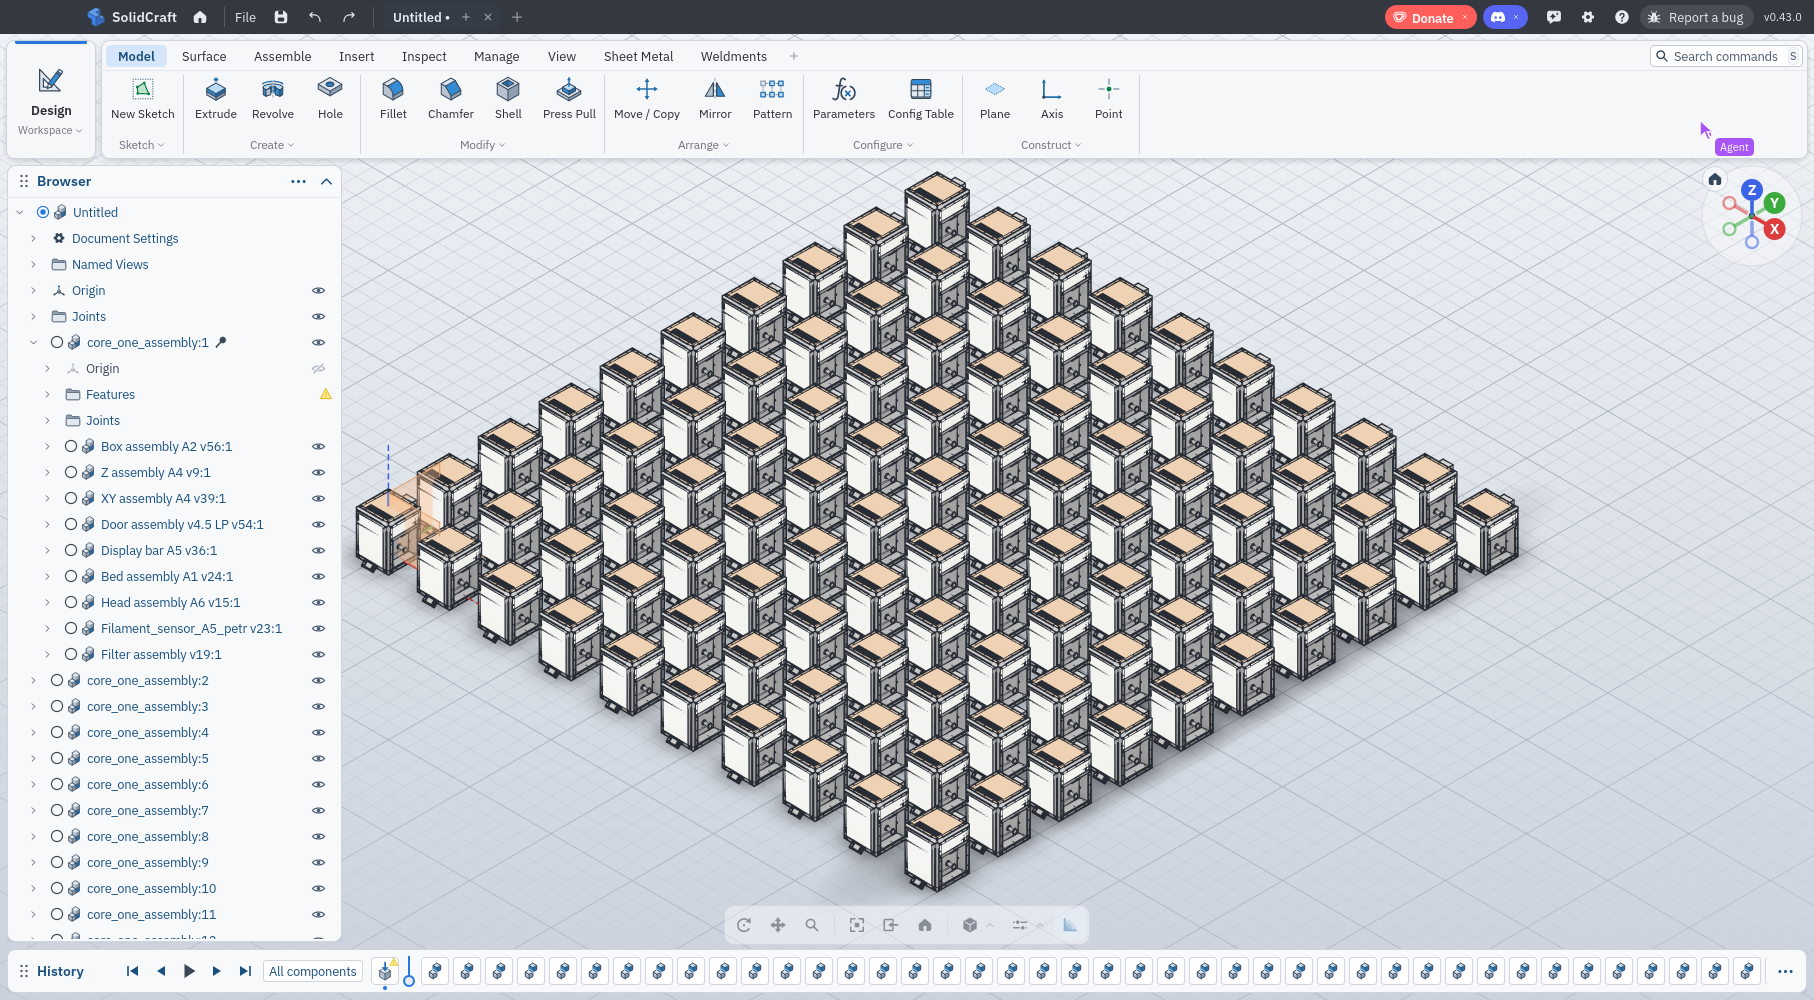 SolidCraft
File
Untitled •
Donate
Report a bug
v0.43.0
Design
Workspace
Model
Surface
Assemble
Insert
Inspect
Manage
View
Sheet Metal
Weldments
Search commands
S
New Sketch
Extrude
Revolve
Hole
Fillet
Chamfer
Shell
Press Pull
Move / Copy
Mirror
Pattern
Parameters
Config Table
Plane
Axis
Point
Sketch
Create
Modify
Arrange
Configure
Construct
Agent
Z
Y
X
Browser
Untitled
Document Settings
Named Views
Origin
Joints
core_one_assembly:1
Origin
Features
Joints
Box assembly A2 v56:1
Z assembly A4 v9:1
XY assembly A4 v39:1
Door assembly v4.5 LP v54:1
Display bar A5 v36:1
Bed assembly A1 v24:1
Head assembly A6 v15:1
Filament_sensor_A5_petr v23:1
Filter assembly v19:1
core_one_assembly:2
core_one_assembly:3
core_one_assembly:4
core_one_assembly:5
core_one_assembly:6
core_one_assembly:7
core_one_assembly:8
core_one_assembly:9
core_one_assembly:10
core_one_assembly:11
History
All components